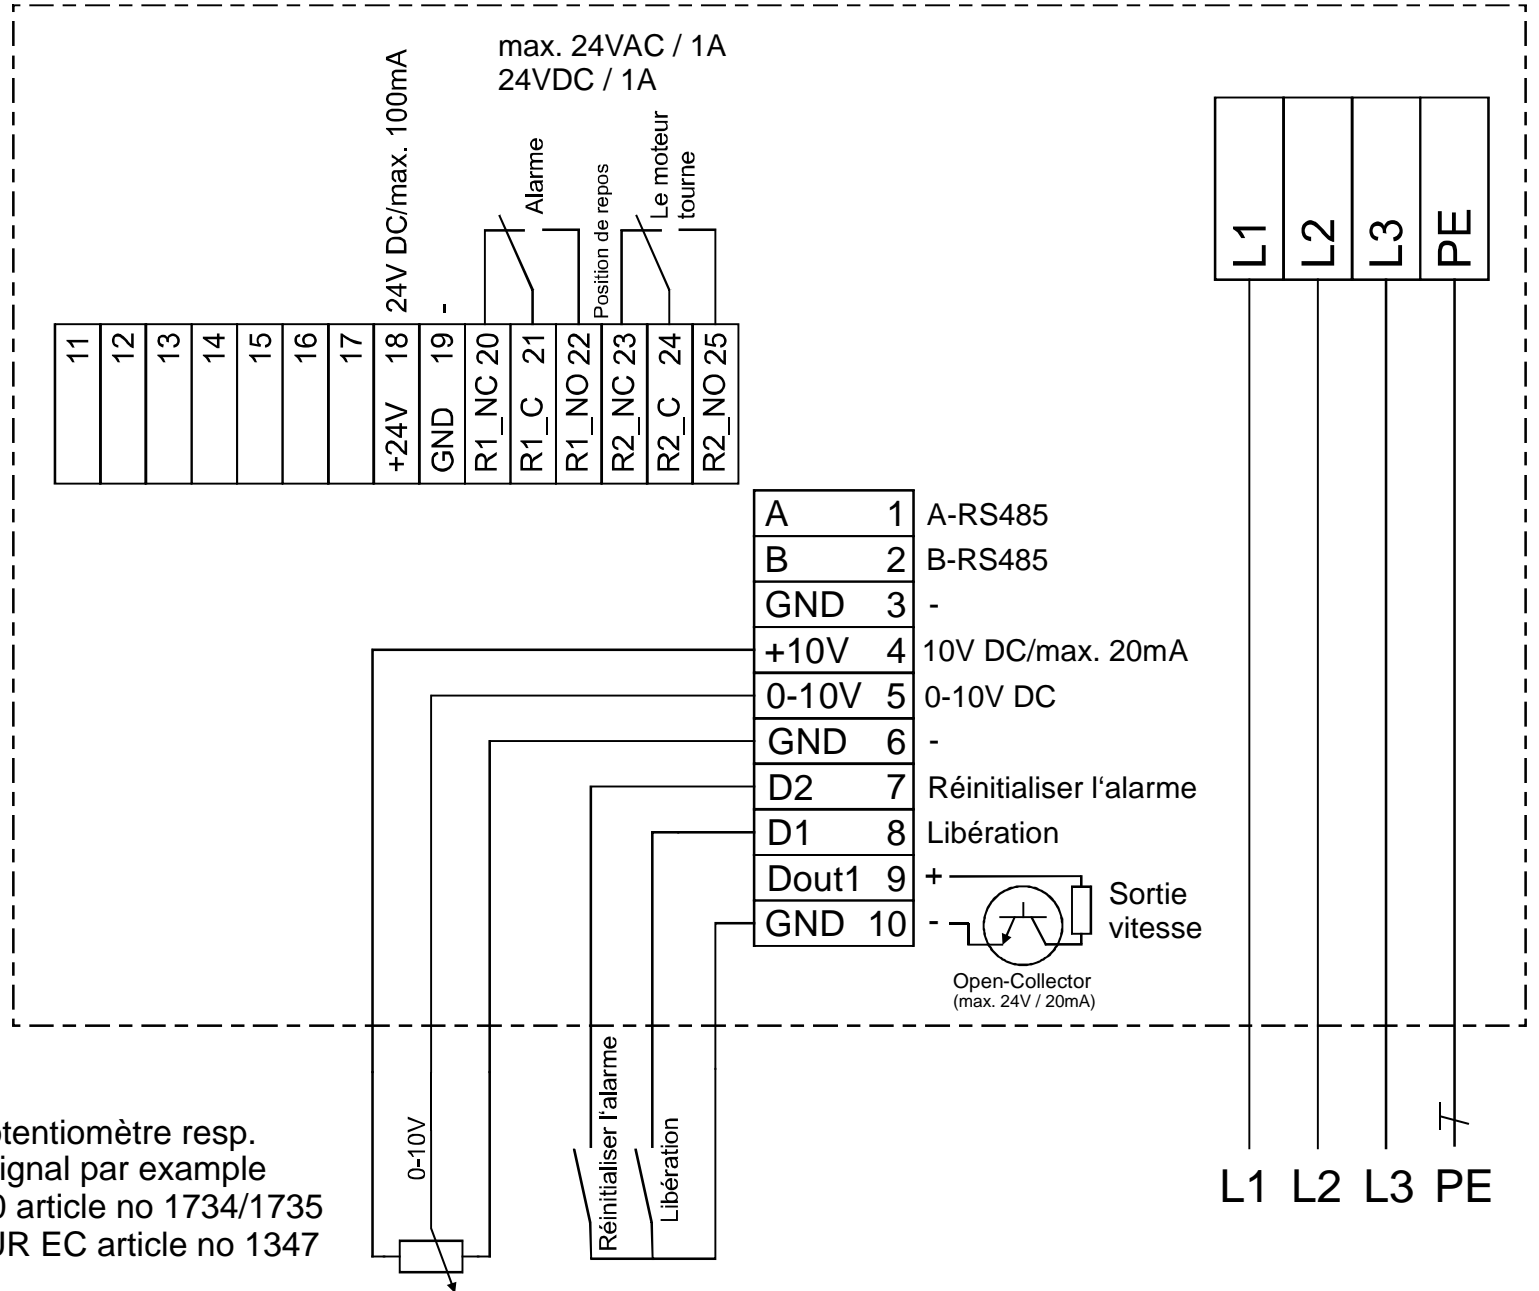 max. 24VAC / 1A
24VDC / 1A
24V DC/max. 100mA
-
Alarme
Position de repos
Le moteur
tourne
11
12
13
14
15
16
17
+24V 18
GND 19
R1_NC 20
R1_C 21
R1_NO 22
R2_NC 23
R2_C 24
R2_NO 25
L1
L2
L3
PE
A 1 A-RS485
B 2 B-RS485
GND 3 -
+10V 4 10V DC/max. 20mA
0-10V 5 0-10V DC
GND 6 -
D2 7 Réinitialiser l‘alarme
D1 8 Libération
Dout1 9 +
GND 10 -
Sortie
vitesse
Open-Collector
(max. 24V / 20mA)
0-10V
Réinitialiser l‘alarme
Libération
otentiomètre resp.
ignal par example
0 article no 1734/1735
UR EC article no 1347
L1 L2 L3 PE